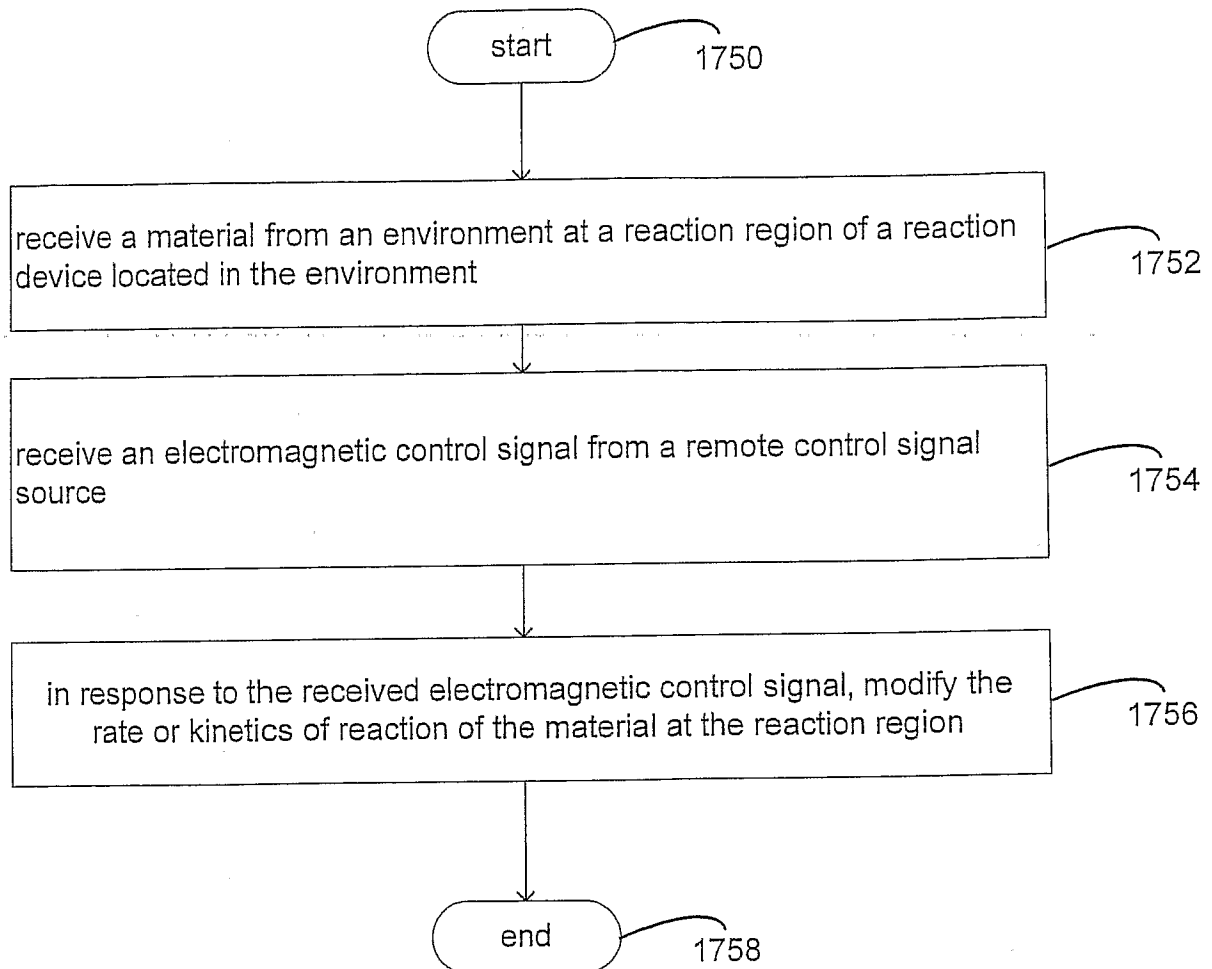 start
1750
receive a material from an environment at a reaction region of a reaction
device located in the environment
1752
receive an electromagnetic control signal from a remote control signal
source
1754
in response to the received electromagnetic control signal, modify the
rate or kinetics of reaction of the material at the reaction region
1756
end
1758